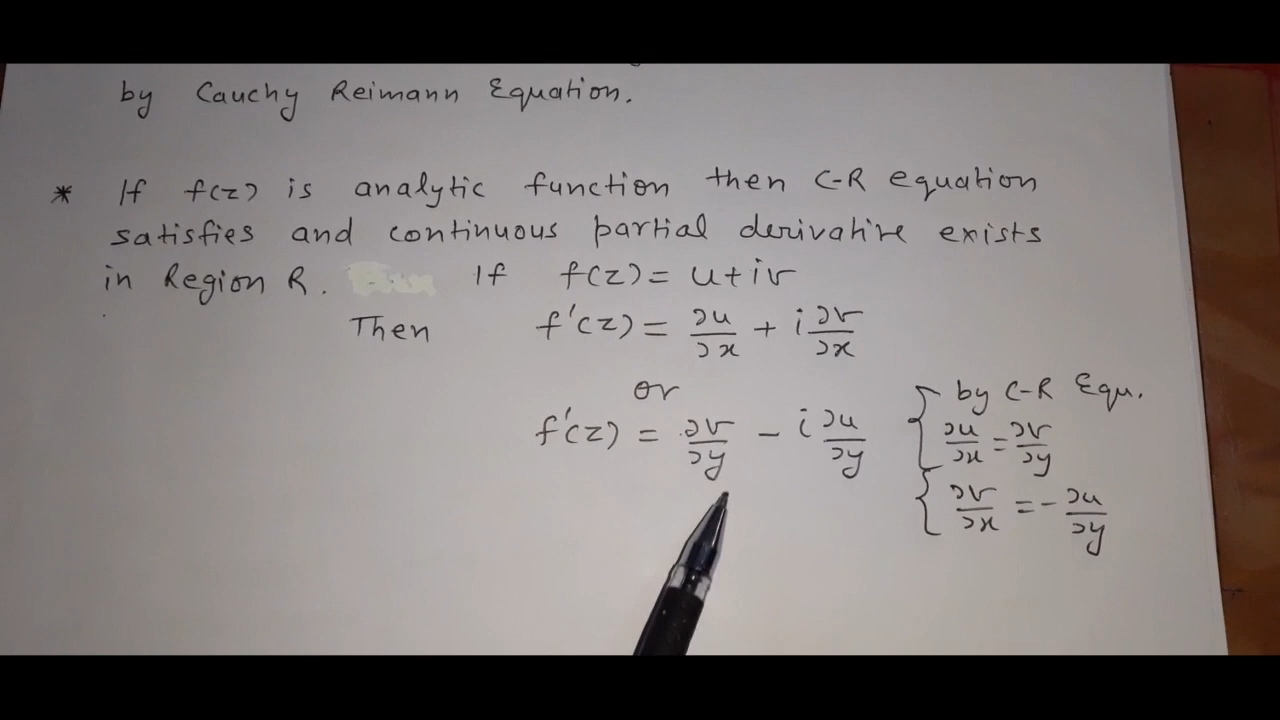 by Cauchy Reimann Equation.
* If f(z) is analytic function then C-R equation
satisfies and continuous partial derivative exists
in Region R. If f(z) = u+iv
Then f'(z) = ∂u/∂x + i ∂v/∂x
or
f'(z) = ∂v/∂y - i ∂u/∂y
by C-R Equ.
∂u/∂x = ∂v/∂y
∂v/∂x = - ∂u/∂y